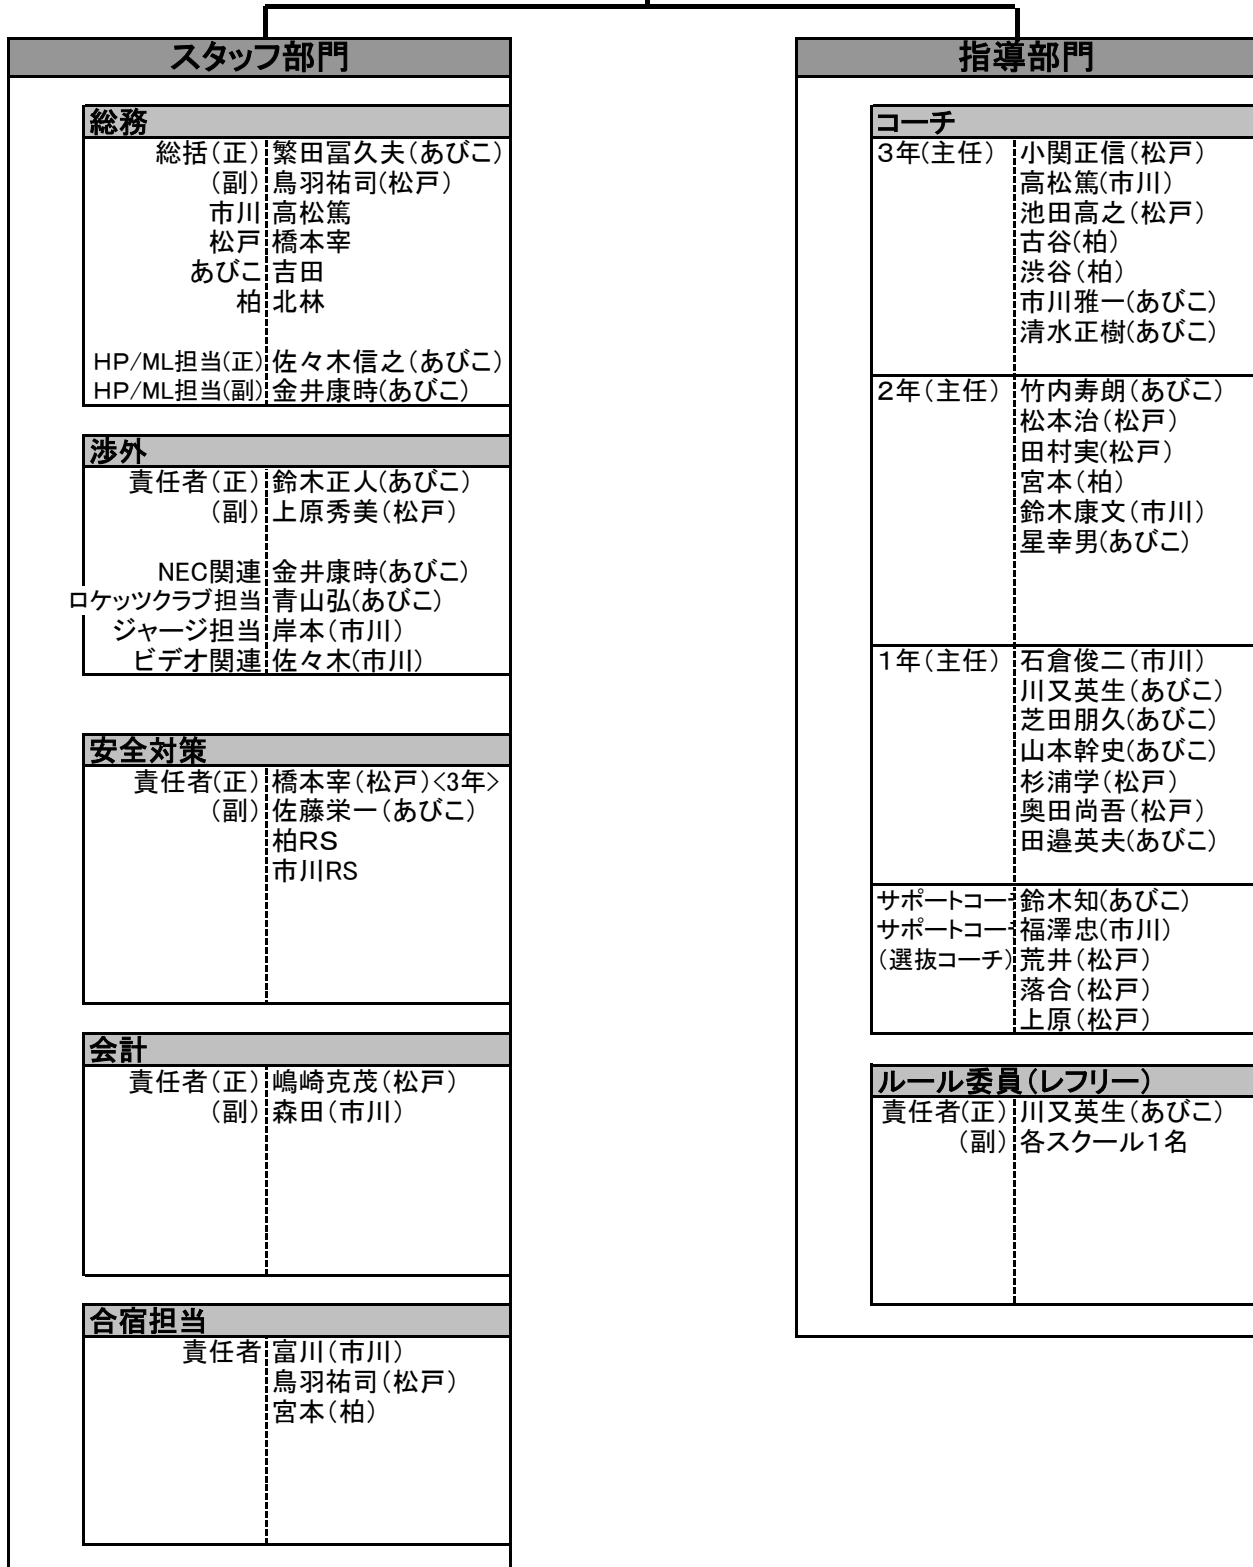 スタッフ部門
総務
総括(正) 繁田冨久夫(あびこ)
(副) 鳥羽祐司(松戸)
市川 高松篤
松戸 橋本宰
あびこ 吉田
柏 北林
HP/ML担当(正) 佐々木信之(あびこ)
HP/ML担当(副) 金井康時(あびこ)
渉外
責任者(正) 鈴木正人(あびこ)
(副) 上原秀美(松戸)
NEC関連 金井康時(あびこ)
ロケッツクラブ担当 青山弘(あびこ)
ジャージ担当 岸本(市川)
ビデオ関連 佐々木(市川)
安全対策
責任者(正) 橋本宰(松戸)<3年>
(副) 佐藤栄一(あびこ)
柏RS
市川RS
会計
責任者(正) 嶋崎克茂(松戸)
(副) 森田(市川)
合宿担当
責任者 富川(市川)
鳥羽祐司(松戸)
宮本(柏)
指導部門
コーチ
3年(主任) 小関正信(松戸)
高松篤(市川)
池田高之(松戸)
古谷(柏)
渋谷(柏)
市川雅一(あびこ)
清水正樹(あびこ)
2年(主任) 竹内寿朗(あびこ)
松本治(松戸)
田村実(松戸)
宮本(柏)
鈴木康文(市川)
星幸男(あびこ)
1年(主任) 石倉俊二(市川)
川又英生(あびこ)
芝田朋久(あびこ)
山本幹史(あびこ)
杉浦学(松戸)
奥田尚吾(松戸)
田邉英夫(あびこ)
サポートコー 鈴木知(あびこ)
サポートコー 福澤忠(市川)
(選抜コーチ) 荒井(松戸)
落合(松戸)
上原(松戸)
ルール委員(レフリー)
責任者(正) 川又英生(あびこ)
(副) 各スクール1名